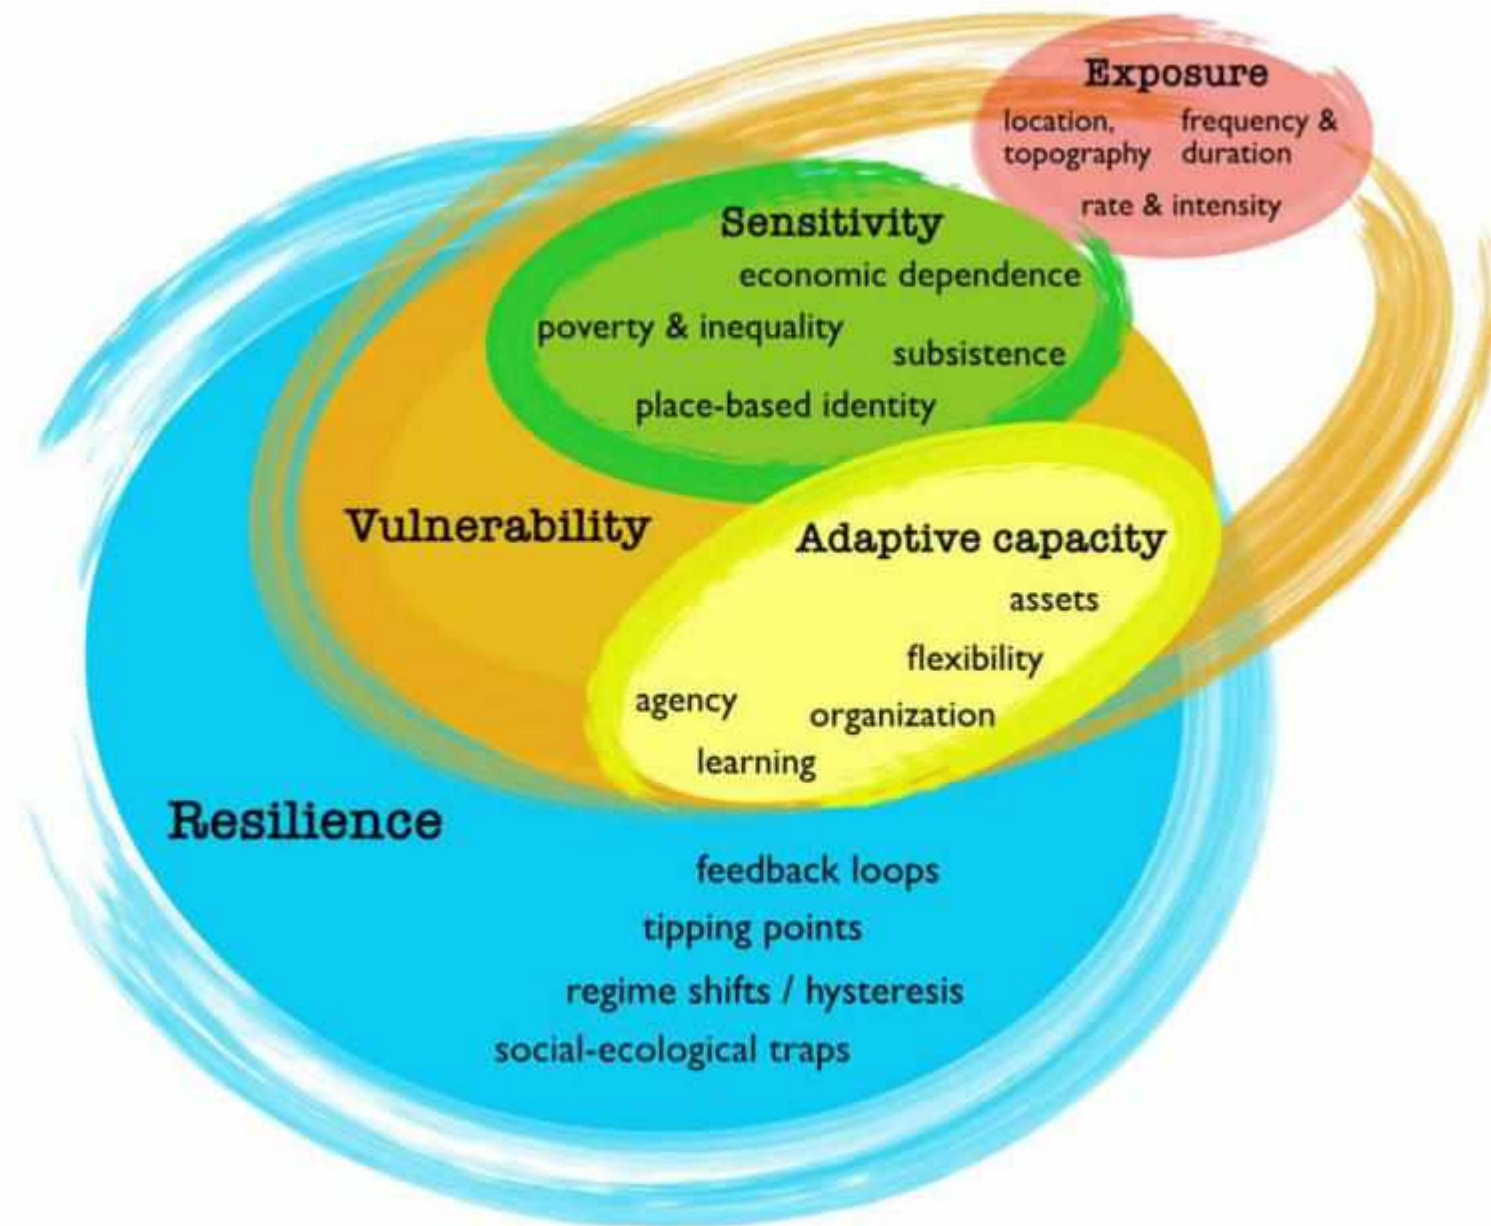 Exposure
location, frequency &
topography duration
rate & intensity
Sensitivity
economic dependence
poverty & inequality
subsistence
place-based identity
Vulnerability
Adaptive capacity
assets
flexibility
agency
organization
learning
Resilience
feedback loops
tipping points
regime shifts / hysteresis
social-ecological traps